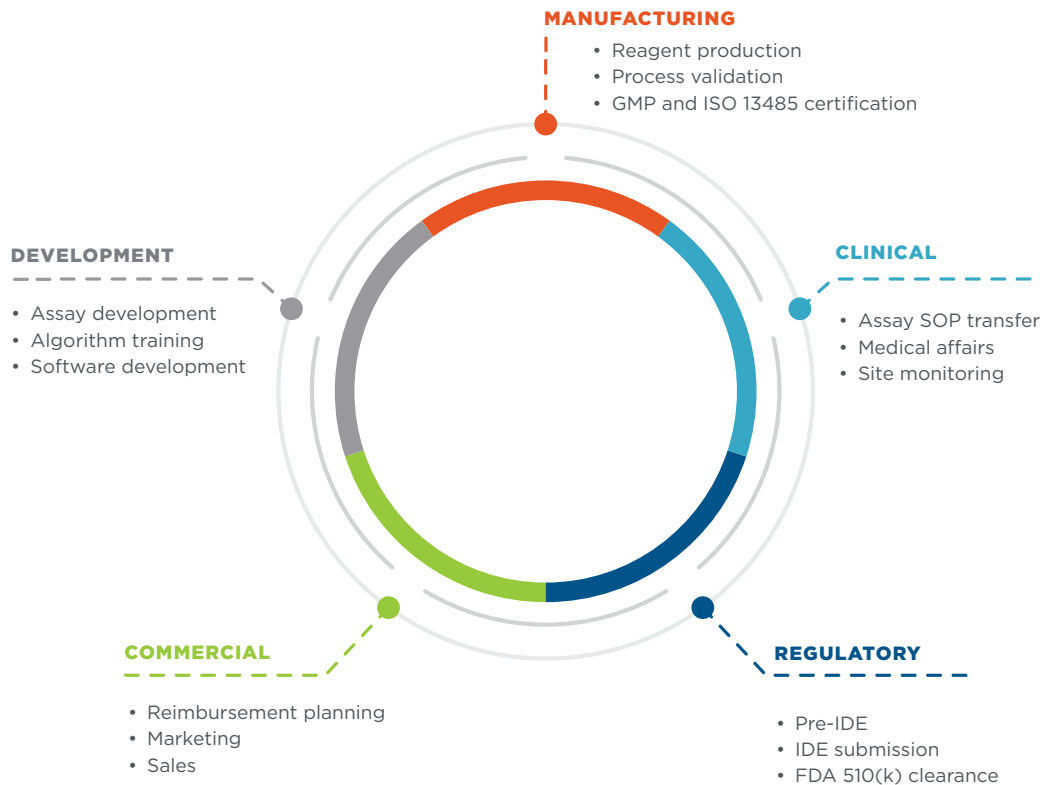 MANUFACTURING
• Reagent production
• Process validation
• GMP and ISO 13485 certification
DEVELOPMENT
• Assay development
• Algorithm training
• Software development
CLINICAL
• Assay SOP transfer
• Medical affairs
• Site monitoring
COMMERCIAL
• Reimbursement planning
• Marketing
• Sales
REGULATORY
• Pre-IDE
• IDE submission
• FDA 510(k) clearance